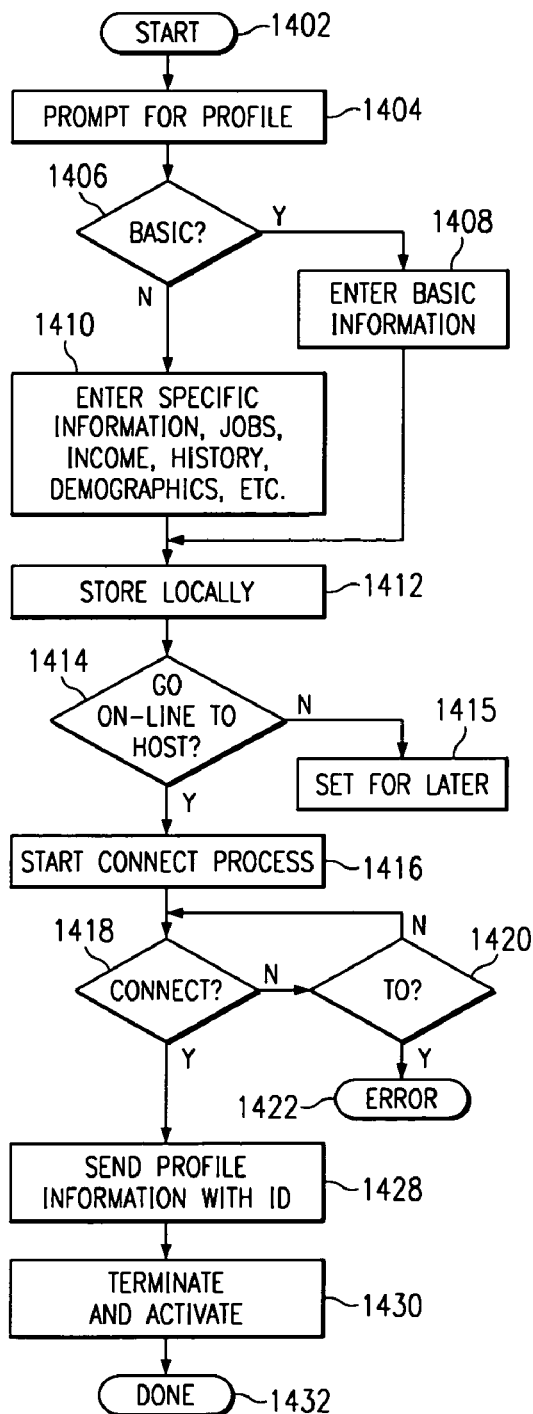 START
1402
PROMPT FOR PROFILE
1404
1406
BASIC?
Y
N
1408
ENTER BASIC
INFORMATION
1410
ENTER SPECIFIC
INFORMATION, JOBS,
INCOME, HISTORY,
DEMOGRAPHICS, ETC.
STORE LOCALLY
1412
1414
GO
ON-LINE TO
HOST?
N
Y
1415
SET FOR LATER
START CONNECT PROCESS
1416
1418
CONNECT?
N
Y
N
1420
TO?
Y
1422
ERROR
SEND PROFILE
INFORMATION WITH ID
1428
TERMINATE
AND ACTIVATE
1430
DONE
1432